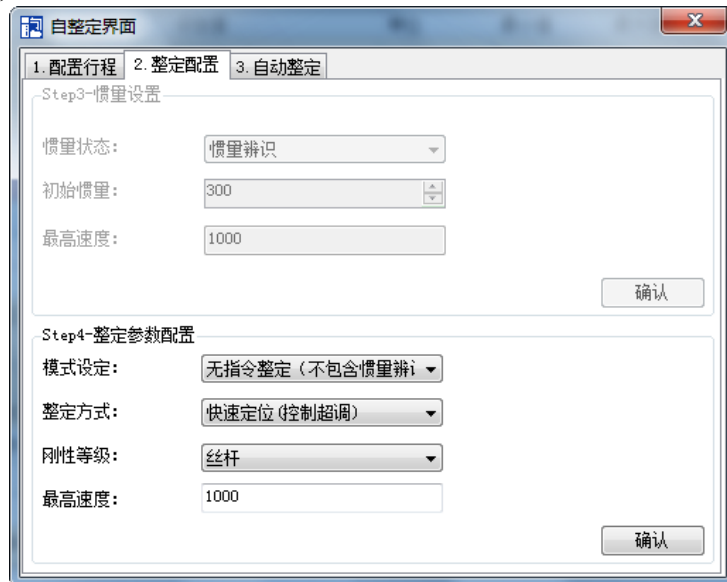 自整定界面
1.配置行程 2.整定配置 3.自动整定
Step3-惯量设置
惯量状态: 惯量辨识
初始惯量: 300
最高速度: 1000
确认
Step4-整定参数配置
模式设定: 无指令整定（不包含惯量辨
整定方式: 快速定位(控制超调)
刚性等级: 丝杆
最高速度: 1000
确认